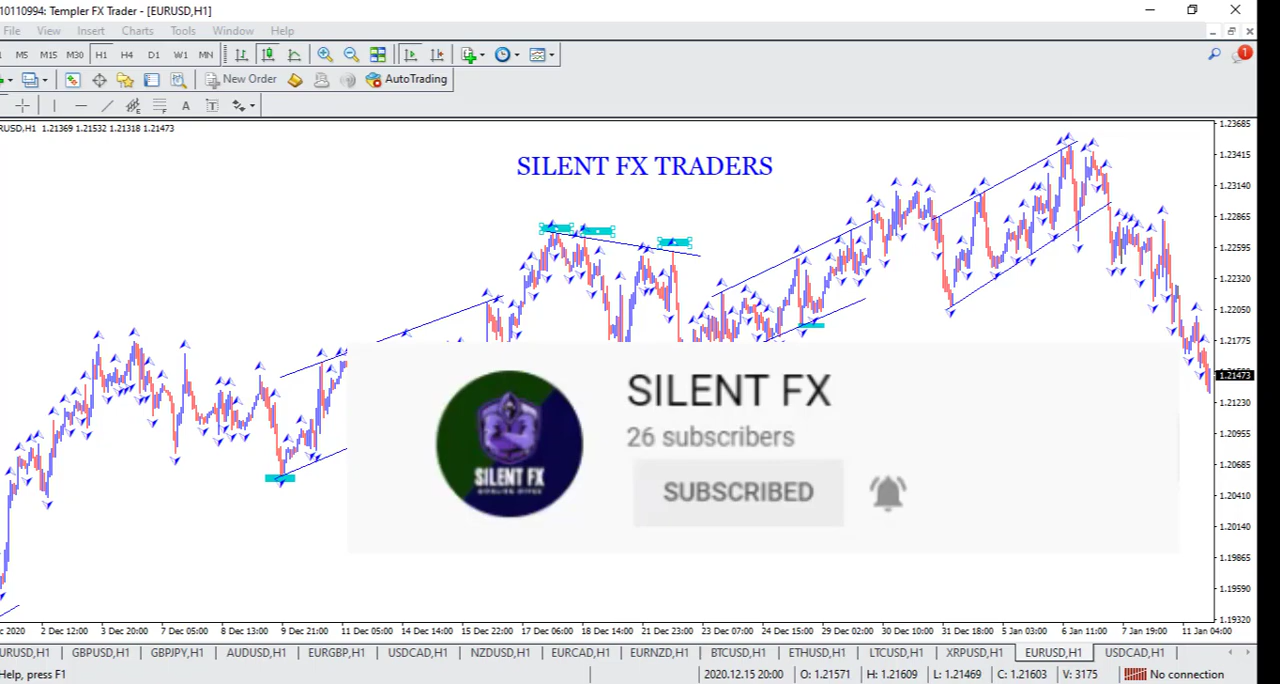 10110994: Templer FX Trader - [EURUSD,H1]
File View Insert Charts Tools Window Help
M5 M15 M30 H1 H4 D1 W1 MN
1
New Order AutoTrading
A T
RUSD,H1 1.21369 1.21532 1.21318 1.21473
1.23685
SILENT FX TRADERS
1.23415
1.23140
1.22865
1.22595
1.22320
1.22050
1.21775
1.21473
1.21230
1.20955
1.20685
1.20410
1.20140
1.19865
1.19590
1.19320
SILENT FX
26 subscribers
SUBSCRIBED
SILENT FX
ec 2020 2 Dec 12:00 3 Dec 20:00 7 Dec 05:00 8 Dec 13:00 9 Dec 21:00 11 Dec 05:00 14 Dec 14:00 15 Dec 22:00 17 Dec 06:00 18 Dec 14:00 21 Dec 23:00 23 Dec 07:00 24 Dec 15:00 29 Dec 02:00 30 Dec 10:00 31 Dec 18:00 5 Jan 03:00 6 Jan 11:00 7 Jan 19:00 11 Jan 04:00
URUSD,H1 GBPUSD,H1 GBPJPY,H1 AUDUSD,H1 EURGBP,H1 USDCAD,H1 NZDUSD,H1 EURCAD,H1 EURNZD,H1 BTCUSD,H1 ETHUSD,H1 LTCUSD,H1 XRPUSD,H1 EURUSD,H1 USDCAD,H1
Help, press F1 2020.12.15 20:00 O: 1.21571 H: 1.21609 L: 1.21469 C: 1.21603 V: 3175 No connection